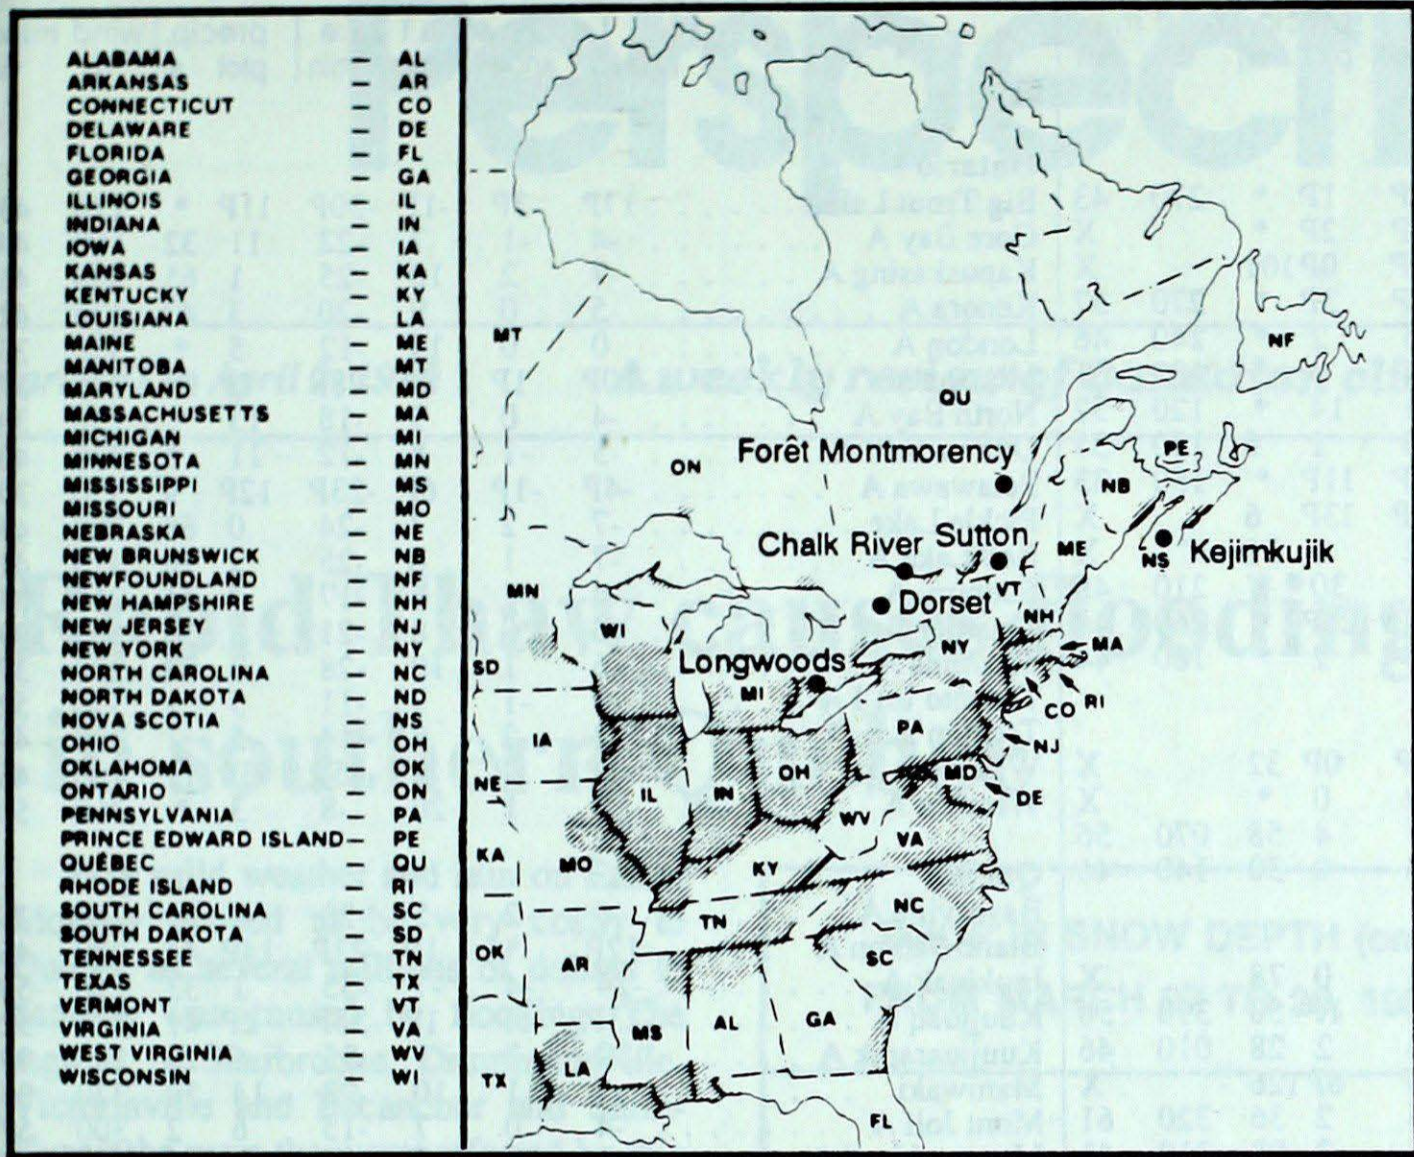 ALABAMA — AL
ARKANSAS — AR
CONNECTICUT — CO
DELAWARE — DE
FLORIDA — FL
GEORGIA — GA
ILLINOIS — IL
INDIANA — IN
IOWA — IA
KANSAS — KA
KENTUCKY — KY
LOUISIANA — LA
MAINE — ME
MANITOBA — MT
MARYLAND — MD
MASSACHUSETTS — MA
MICHIGAN — MI
MINNESOTA — MN
MISSISSIPPI — MS
MISSOURI — MO
NEBRASKA — NE
NEW BRUNSWICK — NB
NEWFOUNDLAND — NF
NEW HAMPSHIRE — NH
NEW JERSEY — NJ
NEW YORK — NY
NORTH CAROLINA — NC
NORTH DAKOTA — ND
NOVA SCOTIA — NS
OHIO — OH
OKLAHOMA — OK
ONTARIO — ON
PENNSYLVANIA — PA
PRINCE EDWARD ISLAND — PE
QUÉBEC — QU
RHODE ISLAND — RI
SOUTH CAROLINA — SC
SOUTH DAKOTA — SD
TENNESSEE — TN
TEXAS — TX
VERMONT — VT
VIRGINIA — VA
WEST VIRGINIA — WV
WISCONSIN — WI
MT
NF
QU
ON
Forêt Montmorency
PE
NB
Chalk River
Sutton
ME
NS
Kejimkujik
MN
VT
Dorset
NH
WI
NY
MA
SD
Longwoods
MI
CO
RI
IA
PA
NJ
NE
IL
IN
OH
MD
DE
WV
KA
MO
KY
VA
TN
NC
OK
AR
SC
MS
AL
GA
TX
LA
FL